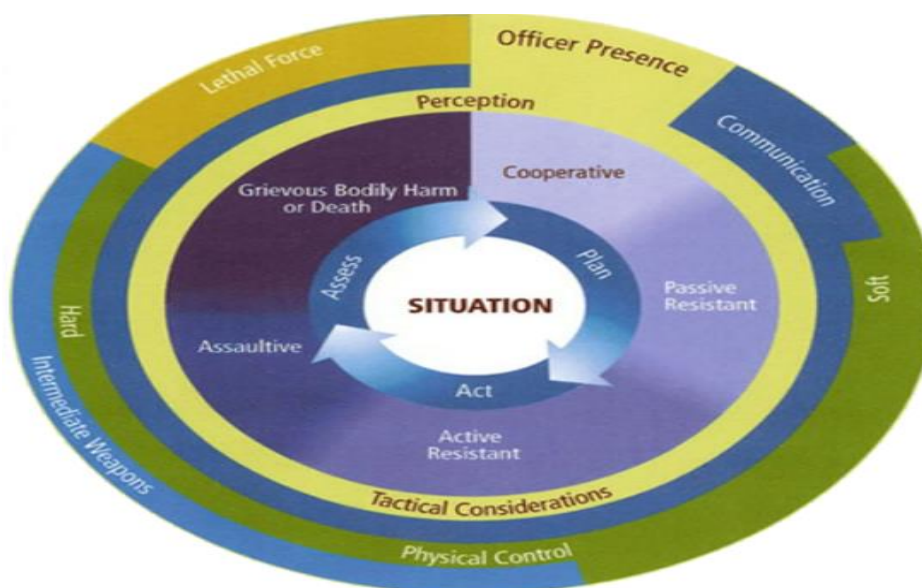 Lethal Force
Officer Presence
Perception
Communication
Cooperative
Grievous Bodily Harm
or Death
Assess
Plan
SITUATION
Passive
Resistant
Soft
Hard
Assaultive
Act
Intermediate Weapons
Active
Resistant
Tactical Considerations
Physical Control